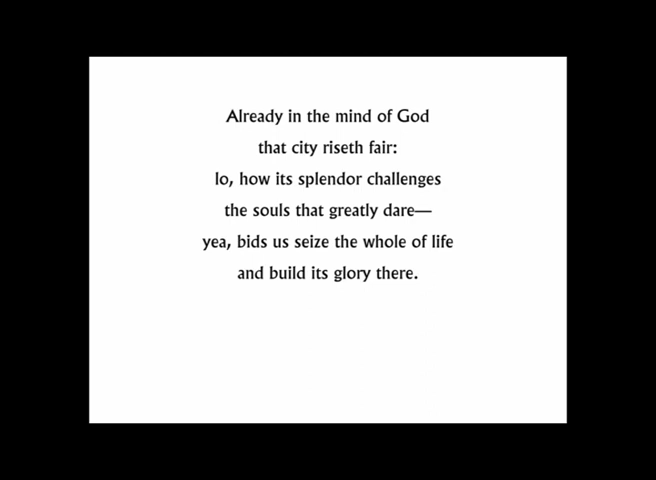 Already in the mind of God
that city riseth fair:
lo, how its splendor challenges
the souls that greatly dare—
yea, bids us seize the whole of life
and build its glory there.